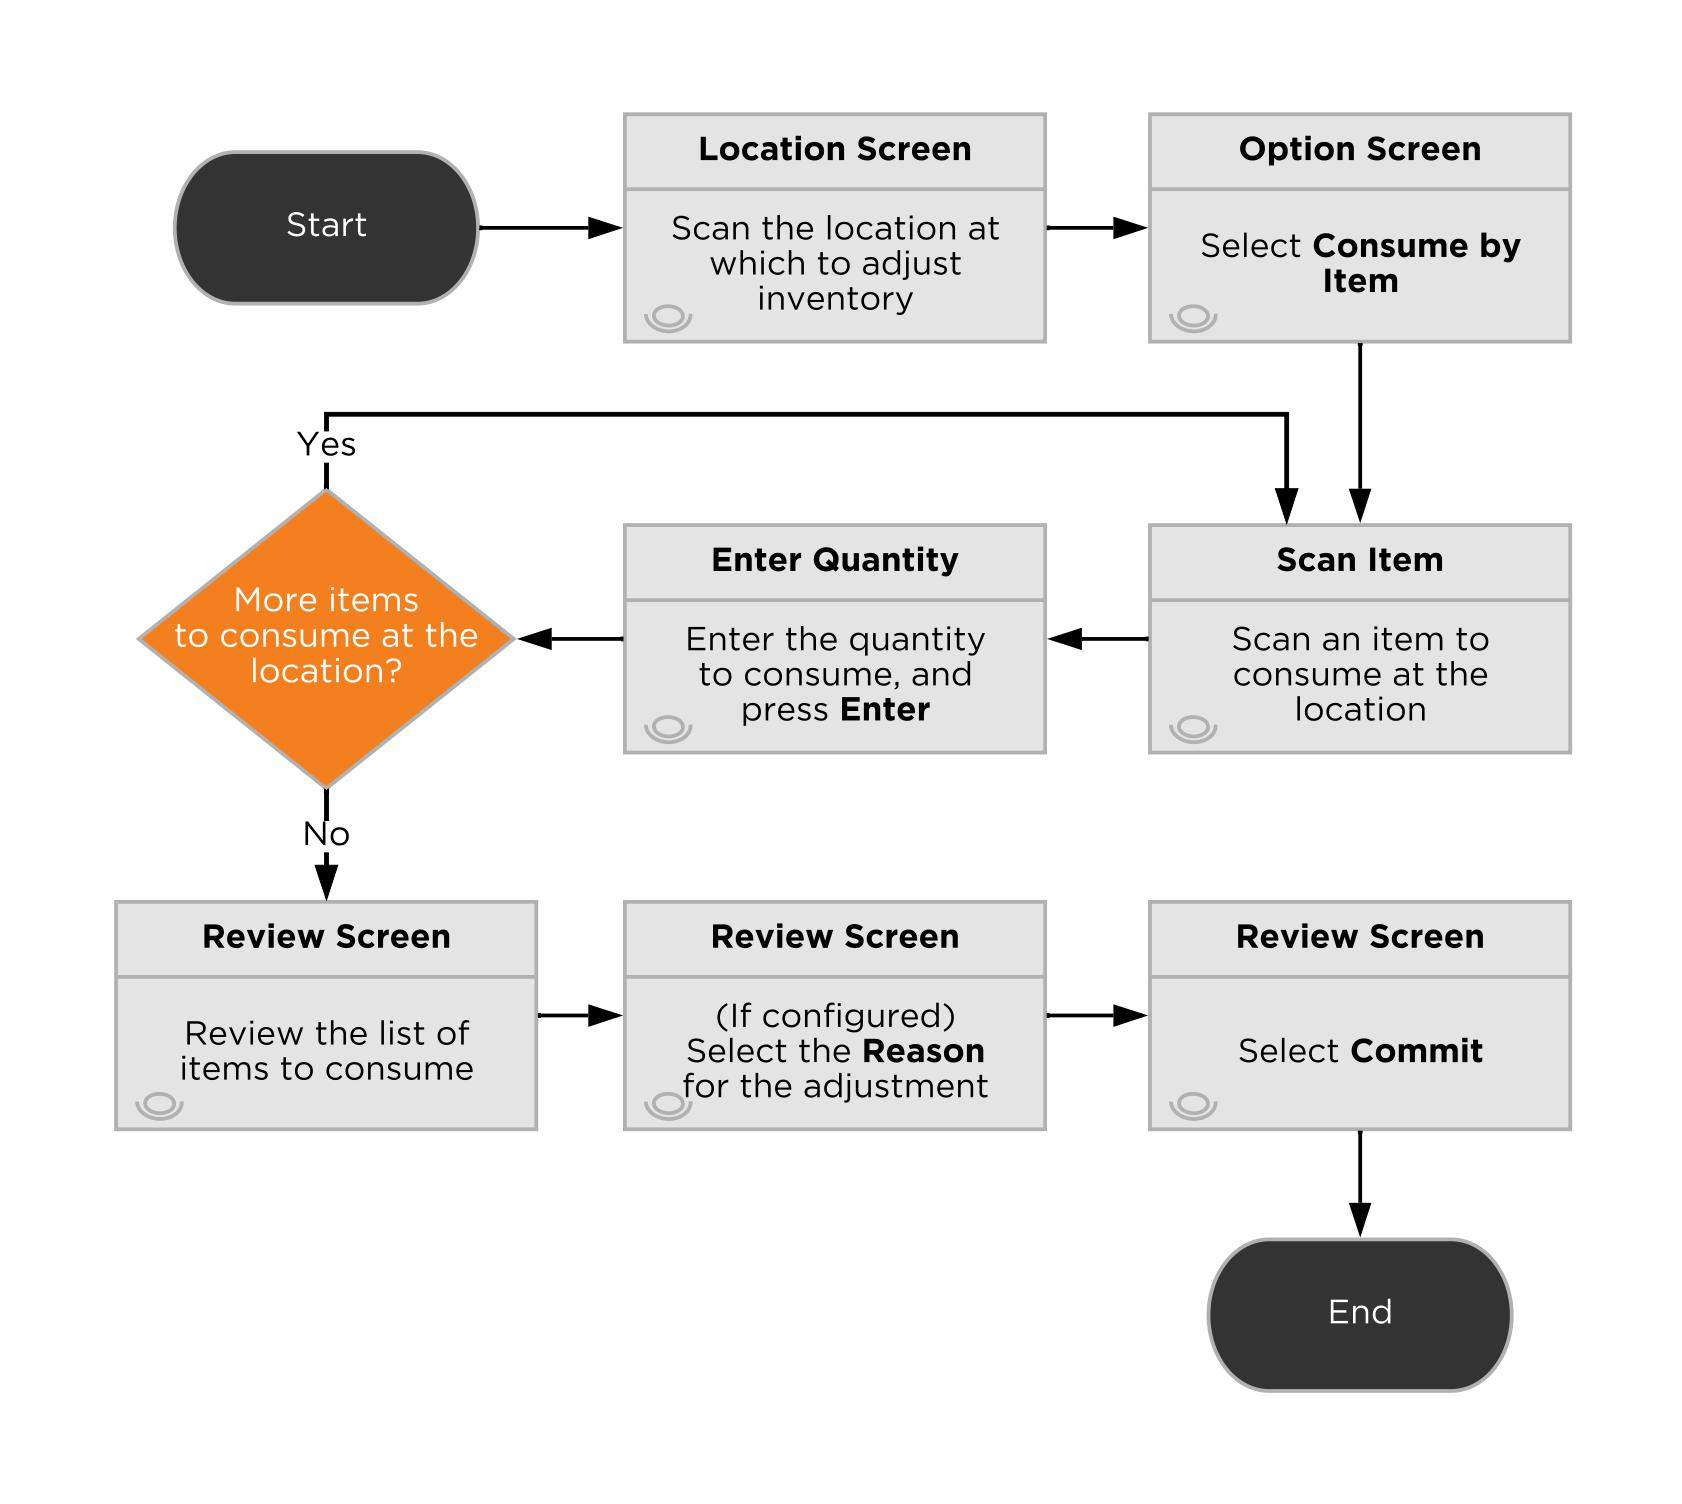 Start
Location Screen
Scan the location at
which to adjust
inventory
Option Screen
Select Consume by
Item
Yes
More items
to consume at the
location?
Enter Quantity
Enter the quantity
to consume, and
press Enter
Scan Item
Scan an item to
consume at the
location
No
Review Screen
Review the list of
items to consume
Review Screen
(If configured)
Select the Reason
for the adjustment
Review Screen
Select Commit
End